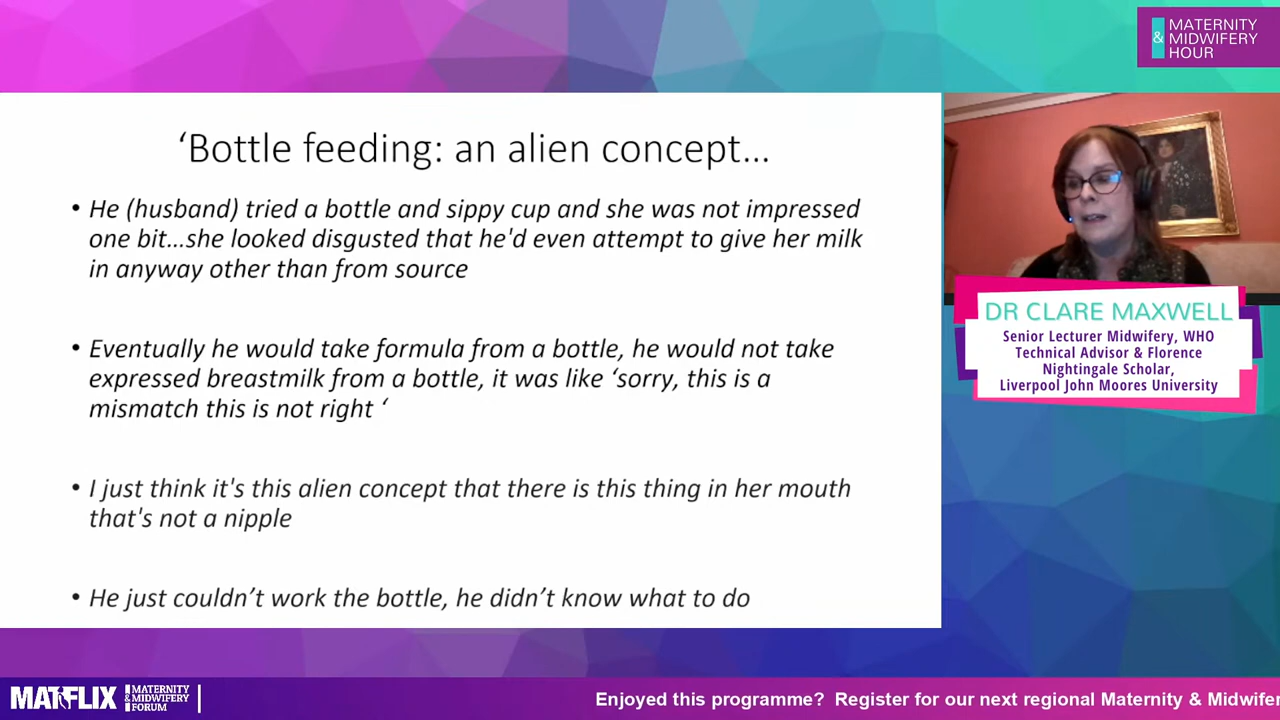 MATERNITY
& MIDWIFERY
HOUR
‘Bottle feeding: an alien concept…
• He (husband) tried a bottle and sippy cup and she was not impressed
one bit…she looked disgusted that he'd even attempt to give her milk
in anyway other than from source
• Eventually he would take formula from a bottle, he would not take
expressed breastmilk from a bottle, it was like ‘sorry, this is a
mismatch this is not right ‘
• I just think it's this alien concept that there is this thing in her mouth
that's not a nipple
• He just couldn’t work the bottle, he didn’t know what to do
DR CLARE MAXWELL
Senior Lecturer Midwifery, WHO
Technical Advisor & Florence
Nightingale Scholar,
Liverpool John Moores University
MATFLIX
MATERNITY
& MIDWIFERY
FORUM
Enjoyed this programme? Register for our next regional Maternity & Midwifer